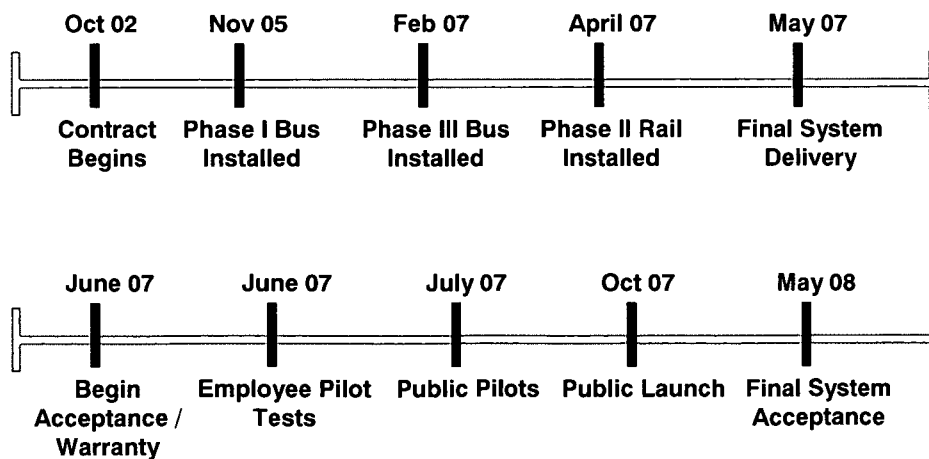 Oct 02 Nov 05 Feb 07 April 07 May 07
Contract Phase I Bus Phase III Bus Phase II Rail Final System
Begins Installed Installed Installed Delivery
June 07 June 07 July 07 Oct 07 May 08
Begin Employee Pilot Public Pilots Public Launch Final System
Acceptance / Tests Acceptance
Warranty